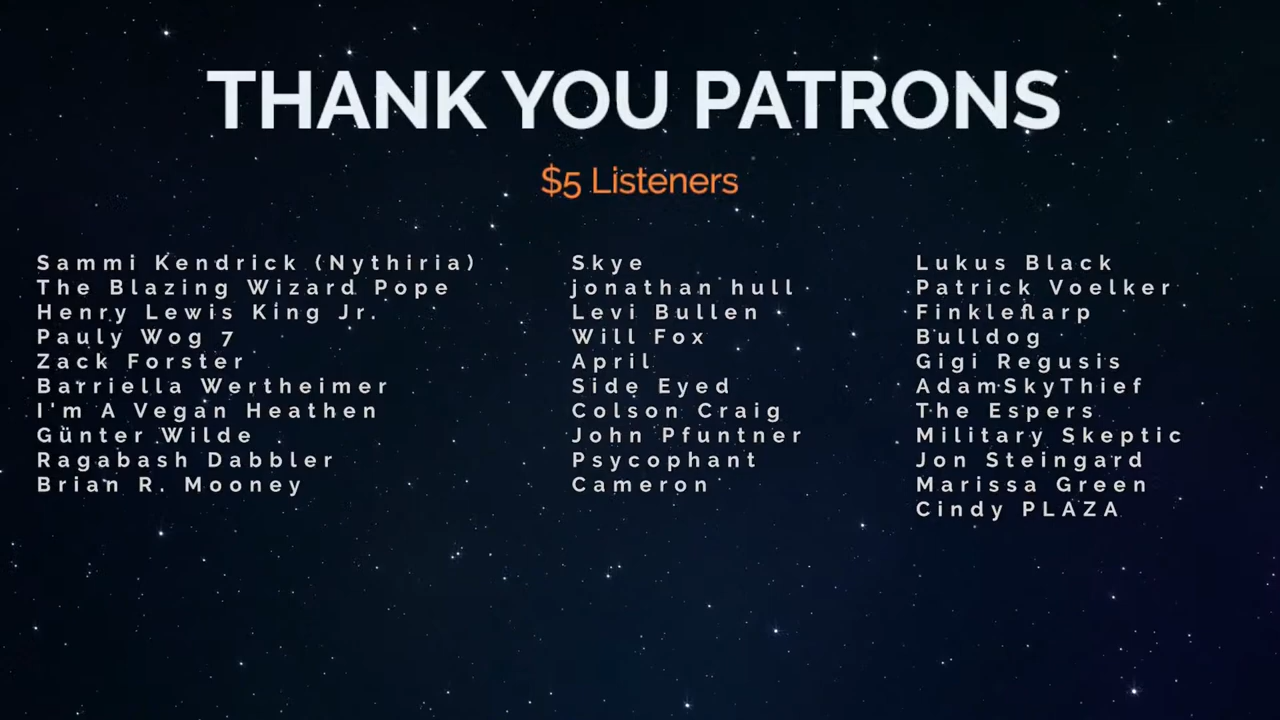 THANK YOU PATRONS
$5 Listeners
Sammi Kendrick (Nythiria)
The Blazing Wizard Pope
Henry Lewis King Jr.
Pauly Wog 7
Zack Forster
Barriella Wertheimer
I'm A Vegan Heathen
Günter Wilde
Ragabash Dabbler
Brian R. Mooney
Skye
jonathan hull
Levi Bullen
Will Fox
April
Side Eyed
Colson Craig
John Pfuntner
Psycophant
Cameron
Lukus Black
Patrick Voelker
Finkleflarp
Bulldog
Gigi Regusis
AdamSkyThief
The Espers
Military Skeptic
Jon Steingard
Marissa Green
Cindy PLAZA